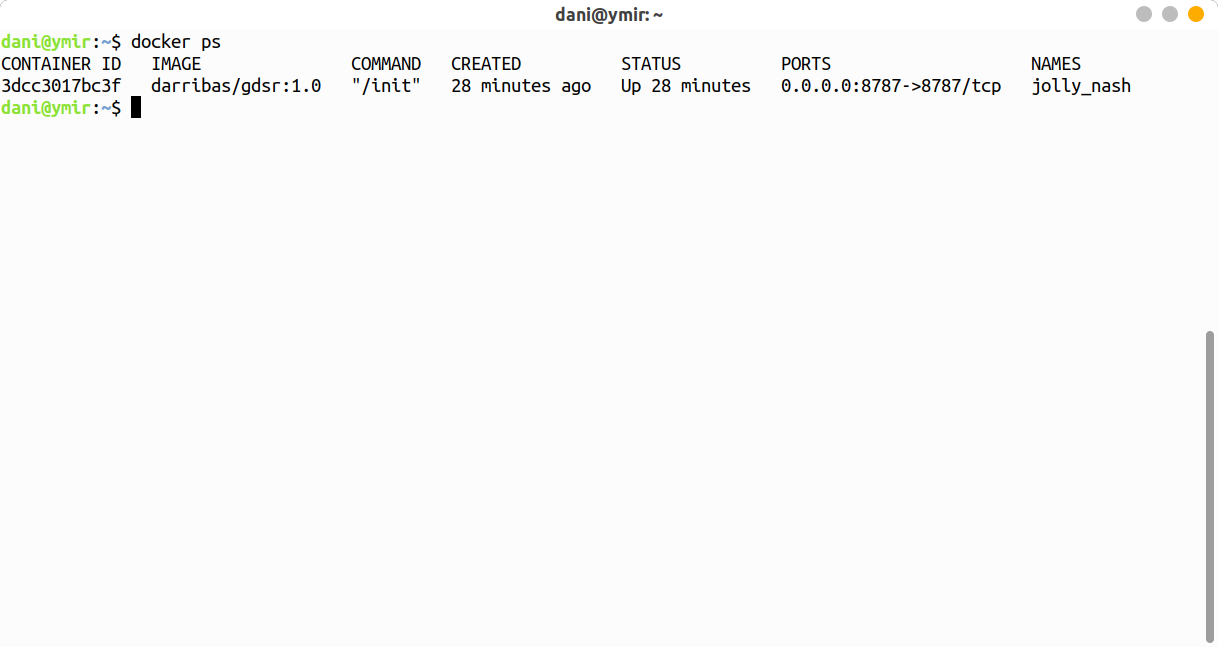 dani@ymir: ~
dani@ymir:~$ docker ps
CONTAINER ID   IMAGE               COMMAND   CREATED          STATUS          PORTS                    NAMES
3dcc3017bc3f   darribas/gdsr:1.0   "/init"   28 minutes ago   Up 28 minutes   0.0.0.0:8787->8787/tcp   jolly_nash
dani@ymir:~$